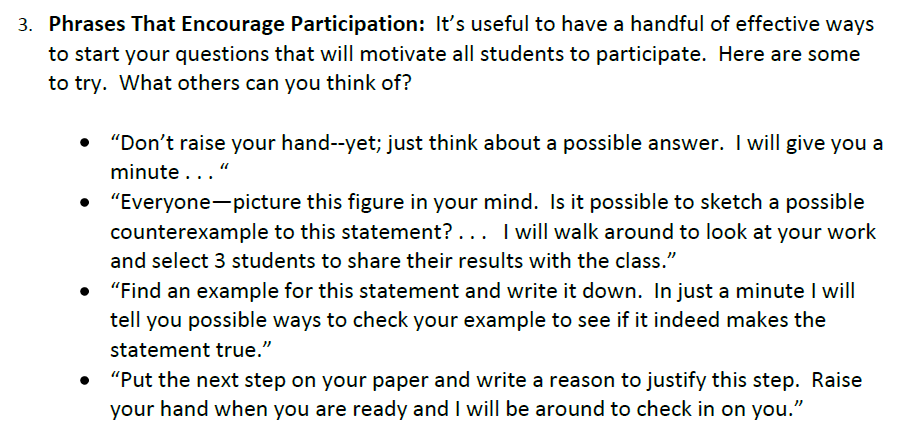 3. Phrases That Encourage Participation: It’s useful to have a handful of effective ways
to start your questions that will motivate all students to participate. Here are some
to try. What others can you think of?
• “Don’t raise your hand--yet; just think about a possible answer. I will give you a
minute . . . “
• “Everyone—picture this figure in your mind. Is it possible to sketch a possible
counterexample to this statement? . . . I will walk around to look at your work
and select 3 students to share their results with the class.”
• “Find an example for this statement and write it down. In just a minute I will
tell you possible ways to check your example to see if it indeed makes the
statement true.”
• “Put the next step on your paper and write a reason to justify this step. Raise
your hand when you are ready and I will be around to check in on you.”